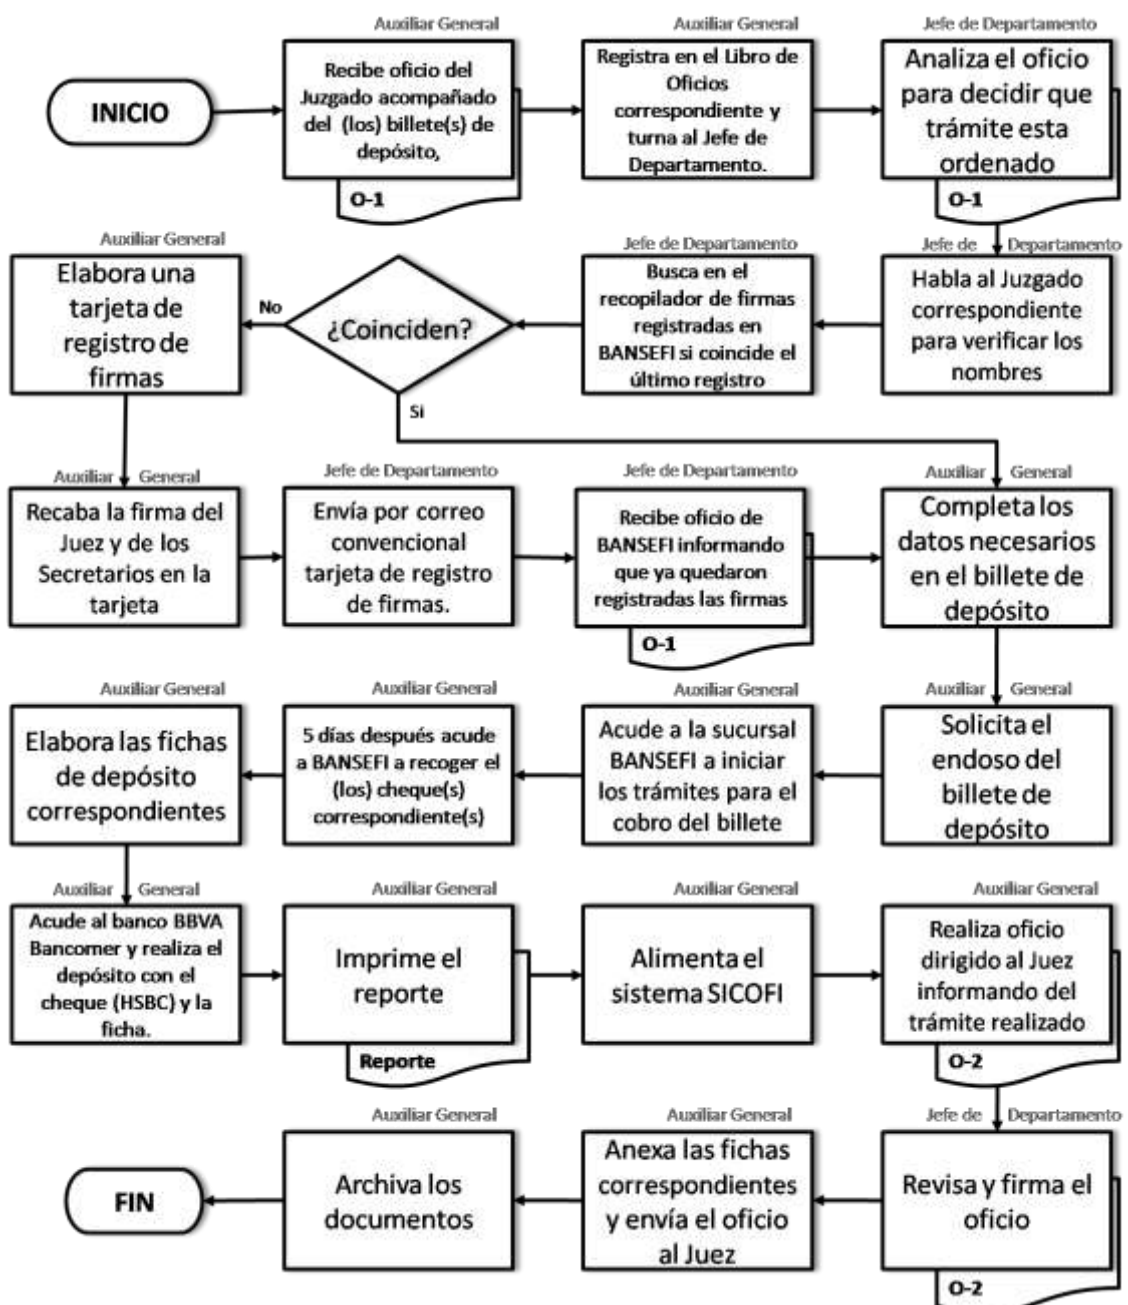 Auxiliar General
Auxiliar General
Jefe de Departamento
INICIO
Recibe oficio del
Juzgado acompañado
del (los) billete(s) de
depósito,
O-1
Registra en el Libro de
Oficios
correspondiente y
turna al Jefe de
Departamento.
Analiza el oficio
para decidir que
trámite esta
ordenado
O-1
Auxiliar General
Jefe de Departamento
Jefe de Departamento
Elabora una
tarjeta de
registro de
firmas
No
¿Coinciden?
Si
Busca en el
recopilador de firmas
registradas en
BANSEFI si coincide el
último registro
Habla al Juzgado
correspondiente
para verificar los
nombres
Auxiliar General
Jefe de Departamento
Jefe de Departamento
Auxiliar General
Recaba la firma del
Juez y de los
Secretarios en la
tarjeta
Envía por correo
convencional
tarjeta de registro
de firmas.
Recibe oficio de
BANSEFI informando
que ya quedaron
registradas las firmas
O-1
Completa los
datos necesarios
en el billete de
depósito
Auxiliar General
Auxiliar General
Auxiliar General
Auxiliar General
Elabora las fichas
de depósito
correspondientes
5 días después acude
a BANSEFI a recoger el
(los) cheque(s)
correspondiente(s)
Acude a la sucursal
BANSEFI a iniciar
los trámites para el
cobro del billete
Solicita el
endoso del
billete de
depósito
Auxiliar General
Auxiliar General
Auxiliar General
Auxiliar General
Acude al banco BBVA
Bancomer y realiza el
depósito con el
cheque (HSBC) y la
ficha.
Imprime el
reporte
Reporte
Alimenta el
sistema SICOFI
Realiza oficio
dirigido al Juez
informando del
trámite realizado
O-2
Auxiliar General
Auxiliar General
Jefe de Departamento
FIN
Archiva los
documentos
Anexa las fichas
correspondientes
y envía el oficio
al Juez
Revisa y firma el
oficio
O-2